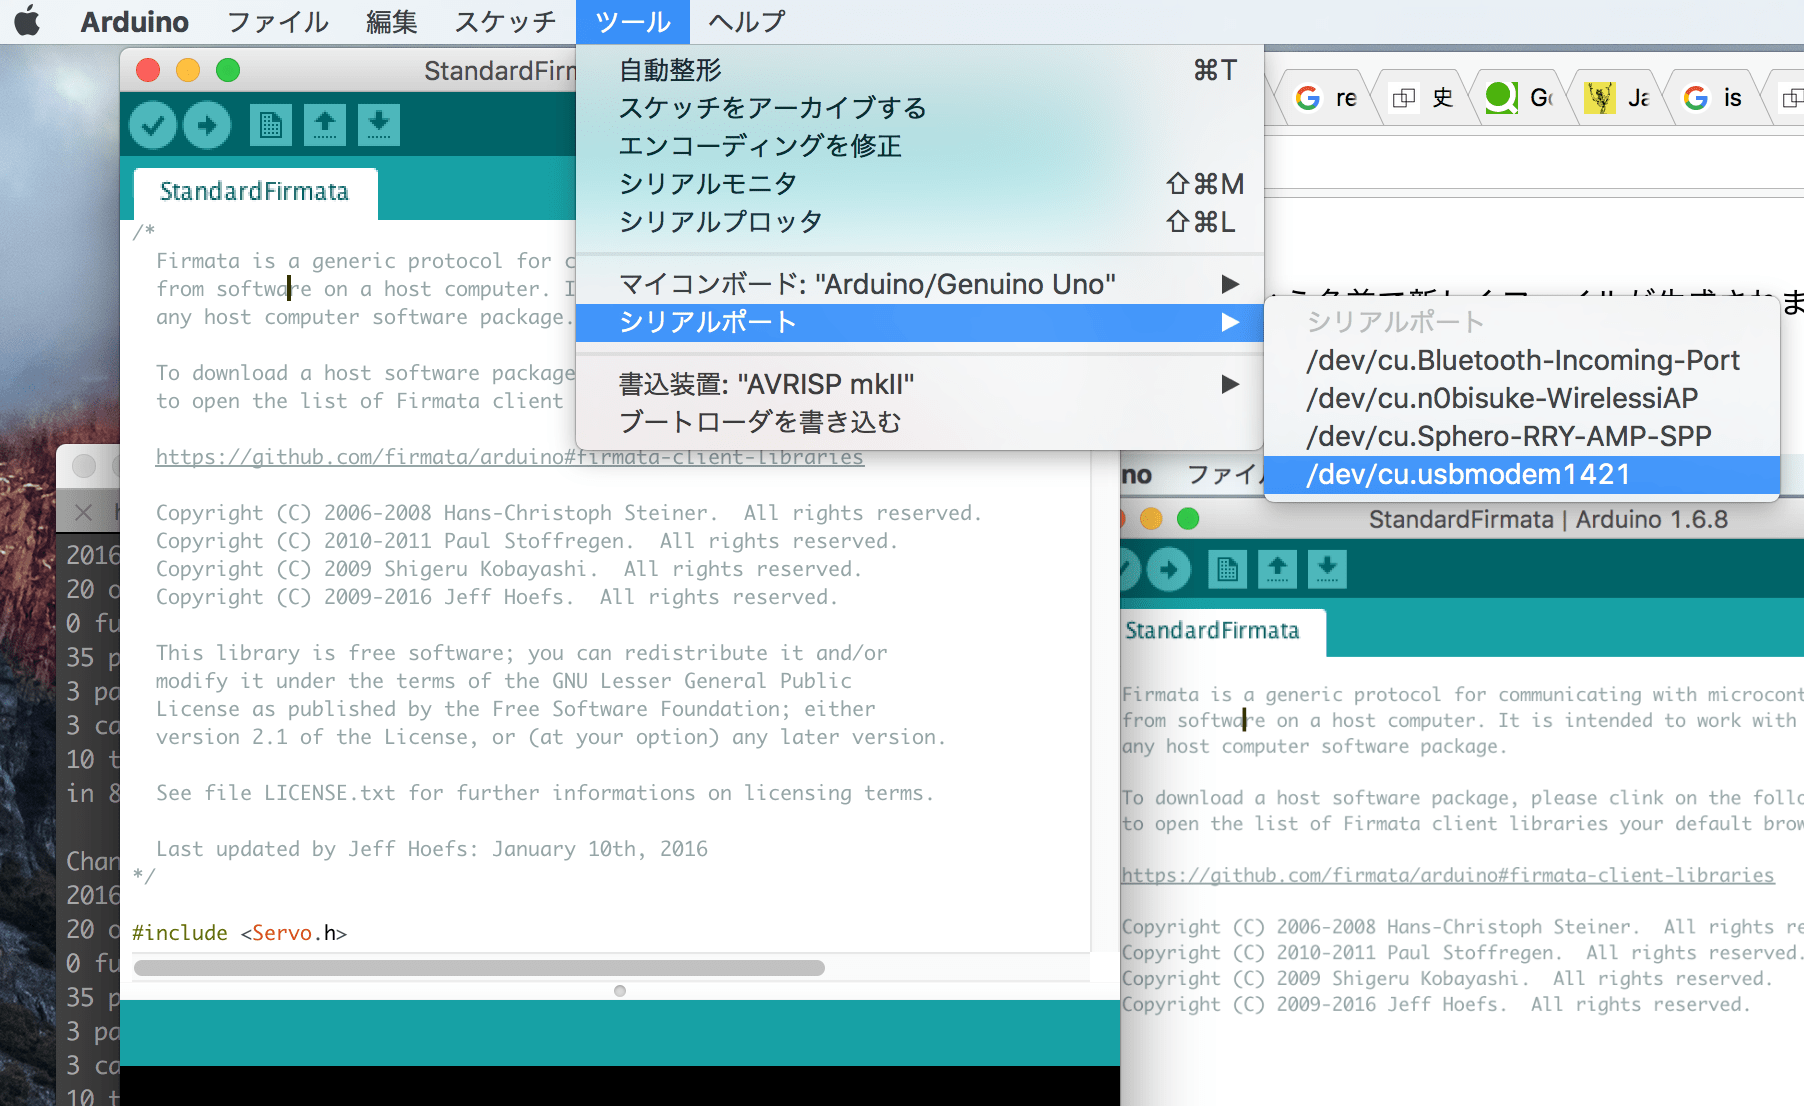 Arduino ファイル 編集 スケッチ ツール ヘルプ
StandardFirm
自動整形 ⌘T
スケッチをアーカイブする
エンコーディングを修正
シリアルモニタ ⇧⌘M
シリアルプロッタ ⇧⌘L
マイコンボード: "Arduino/Genuino Uno" ▶
シリアルポート ▶
書込装置: "AVRISP mkII" ▶
ブートローダを書き込む
シリアルポート
/dev/cu.Bluetooth-Incoming-Port
/dev/cu.n0bisuke-WirelessiAP
/dev/cu.Sphero-RRY-AMP-SPP
/dev/cu.usbmodem1421
re
史
Ja
is
StandardFirmata
/*
Firmata is a generic protocol for c
from software on a host computer. I
any host computer software package.
To download a host software package
to open the list of Firmata client
https://github.com/firmata/arduino#firmata-client-libraries
Copyright (C) 2006-2008 Hans-Christoph Steiner.  All rights reserved.
Copyright (C) 2010-2011 Paul Stoffregen.  All rights reserved.
Copyright (C) 2009 Shigeru Kobayashi.  All rights reserved.
Copyright (C) 2009-2016 Jeff Hoefs.  All rights reserved.
This library is free software; you can redistribute it and/or
modify it under the terms of the GNU Lesser General Public
License as published by the Free Software Foundation; either
version 2.1 of the License, or (at your option) any later version.
See file LICENSE.txt for further informations on licensing terms.
Last updated by Jeff Hoefs: January 10th, 2016
*/
#include <Servo.h>
2016
20 o
0 fu
35 p
3 pa
3 ca
10 t
in 8
Chan
2016
20 o
0 fu
35 p
3 pa
3 ca
10 t
no ファイル
StandardFirmata | Arduino 1.6.8
StandardFirmata
Firmata is a generic protocol for communicating with microcont
from software on a host computer. It is intended to work with
any host computer software package.
To download a host software package, please clink on the follo
to open the list of Firmata client libraries your default brow
https://github.com/firmata/arduino#firmata-client-libraries
Copyright (C) 2006-2008 Hans-Christoph Steiner.  All rights re
Copyright (C) 2010-2011 Paul Stoffregen.  All rights reserved.
Copyright (C) 2009 Shigeru Kobayashi.  All rights reserved.
Copyright (C) 2009-2016 Jeff Hoefs.  All rights reserved.